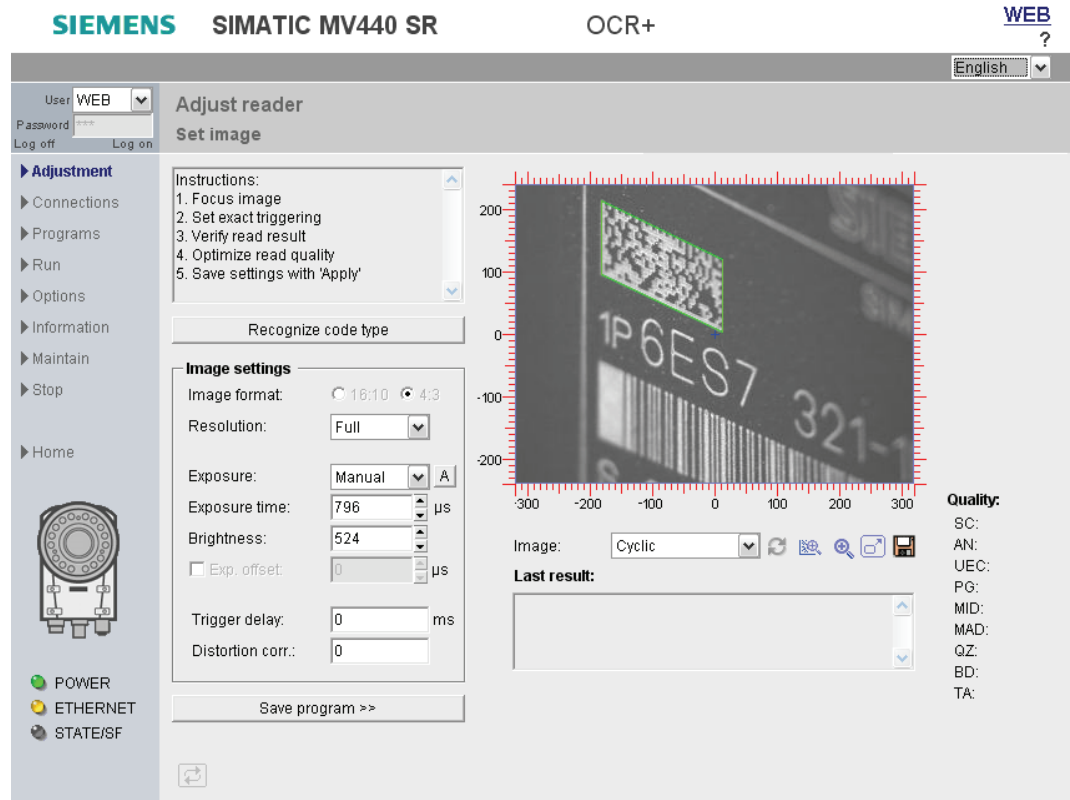 SIEMENS SIMATIC MV440 SR OCR+ WEB
?
English
User WEB
Password ***
Log off Log on
Adjust reader
Set image
Adjustment
Connections
Programs
Run
Options
Information
Maintain
Stop
Home
POWER
ETHERNET
STATE/SF
Instructions:
1. Focus image
2. Set exact triggering
3. Verify read result
4. Optimize read quality
5. Save settings with 'Apply'
Recognize code type
Image settings
Image format: 16:10 4:3
Resolution: Full
Exposure: Manual A
Exposure time: 796 µs
Brightness: 524
Exp. offset: 0 µs
Trigger delay: 0 ms
Distortion corr.: 0
Save program >>
200
100
0
-100
-200
-300 -200 -100 0 100 200 300
SIE
SIM
1P6ES7 321-1
S
Image: Cyclic
Last result:
Quality:
SC:
AN:
UEC:
PG:
MID:
MAD:
QZ:
BD:
TA: